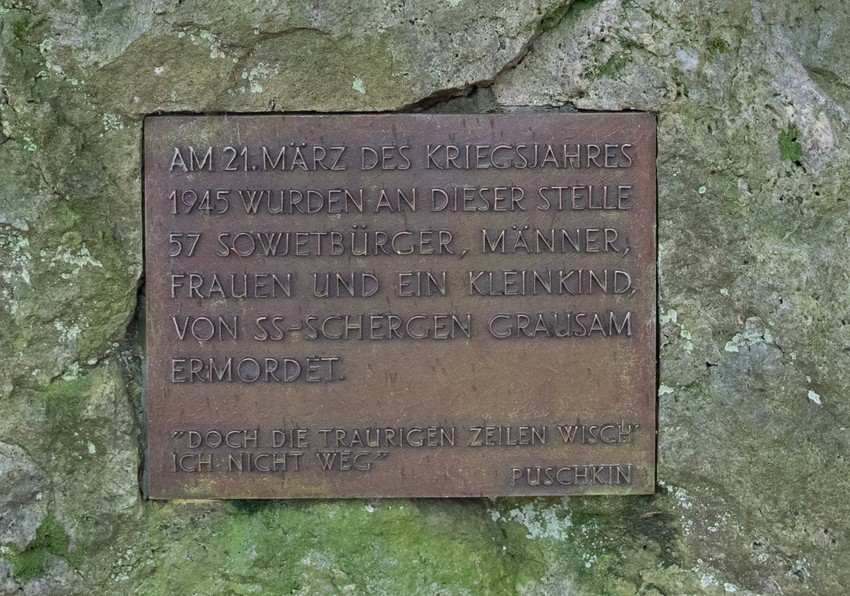 AM 21. MÄRZ DES KRIEGSJAHRES
1945 WURDEN AN DIESER STELLE
57 SOWJETBÜRGER, MÄNNER,
FRAUEN UND EIN KLEINKIND,
VON SS-SCHERGEN GRAUSAM
ERMORDET.
"DOCH DIE TRAURIGEN ZEILEN WISCH'
ICH NICHT WEG"
PUSCHKIN